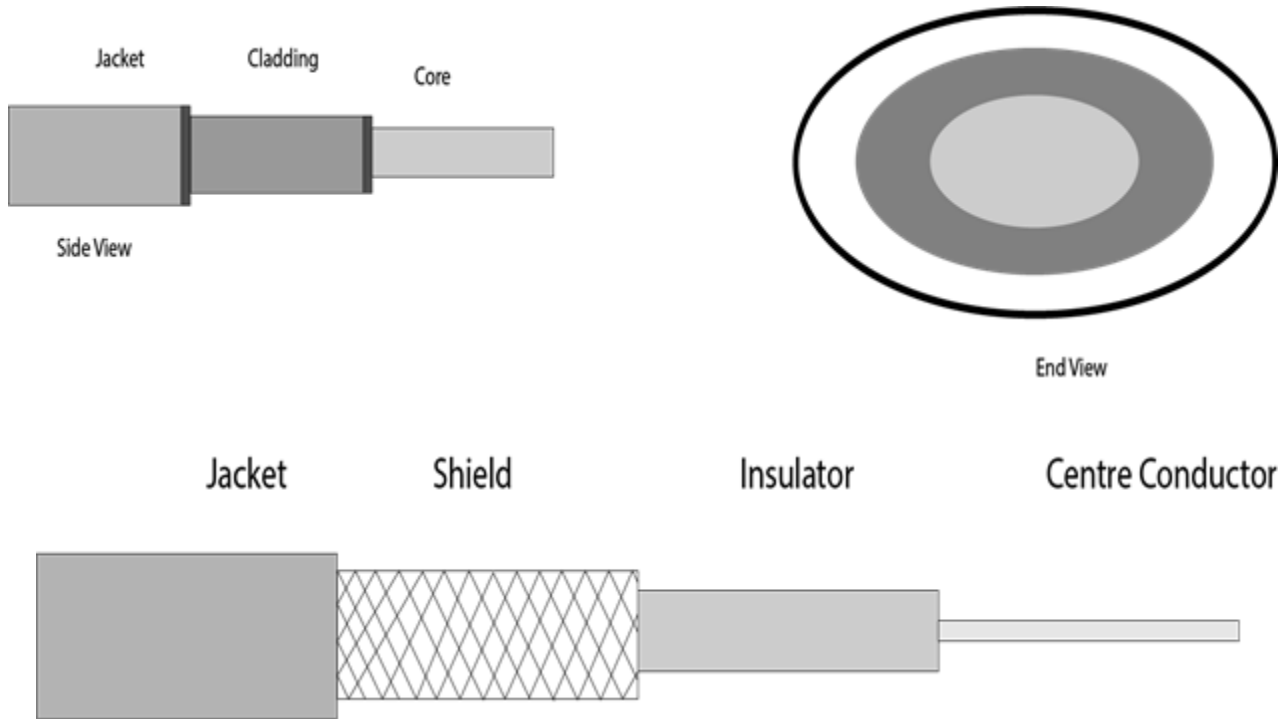 Jacket
Cladding
Core
Side View
End View
Jacket
Shield
Insulator
Centre Conductor